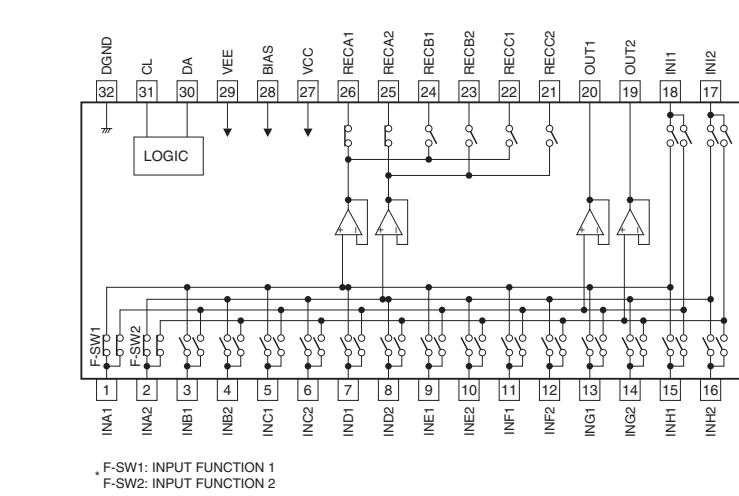 DGND CL DA VEE BIAS VCC RECA1 RECA2 RECB1 RECB2 RECC1 RECC2 OUT1 OUT2 INI1 INI2
32 31 30 29 28 27 26 25 24 23 22 21 20 19 18 17
LOGIC
+ − + − + − + −
F-SW1 F-SW2
1 2 3 4 5 6 7 8 9 10 11 12 13 14 15 16
INA1 INA2 INB1 INB2 INC1 INC2 IND1 IND2 INE1 INE2 INF1 INF2 ING1 ING2 INH1 INH2
* F-SW1: INPUT FUNCTION 1
F-SW2: INPUT FUNCTION 2